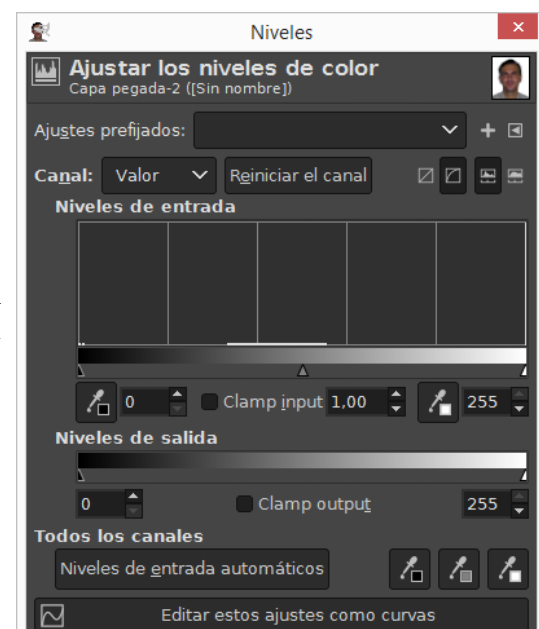 Niveles
Ajustar los niveles de color
Capa pegada-2 ([Sin nombre])
Ajustes prefijados:
Canal: Valor Reiniciar el canal
Niveles de entrada
0 Clamp input 1,00 255
Niveles de salida
0 Clamp output 255
Todos los canales
Niveles de entrada automáticos
Editar estos ajustes como curvas